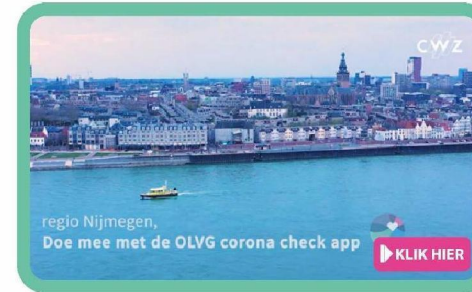 CWZ
regio Nijmegen,
Doe mee met de OLVG corona check app
KLIK HIER